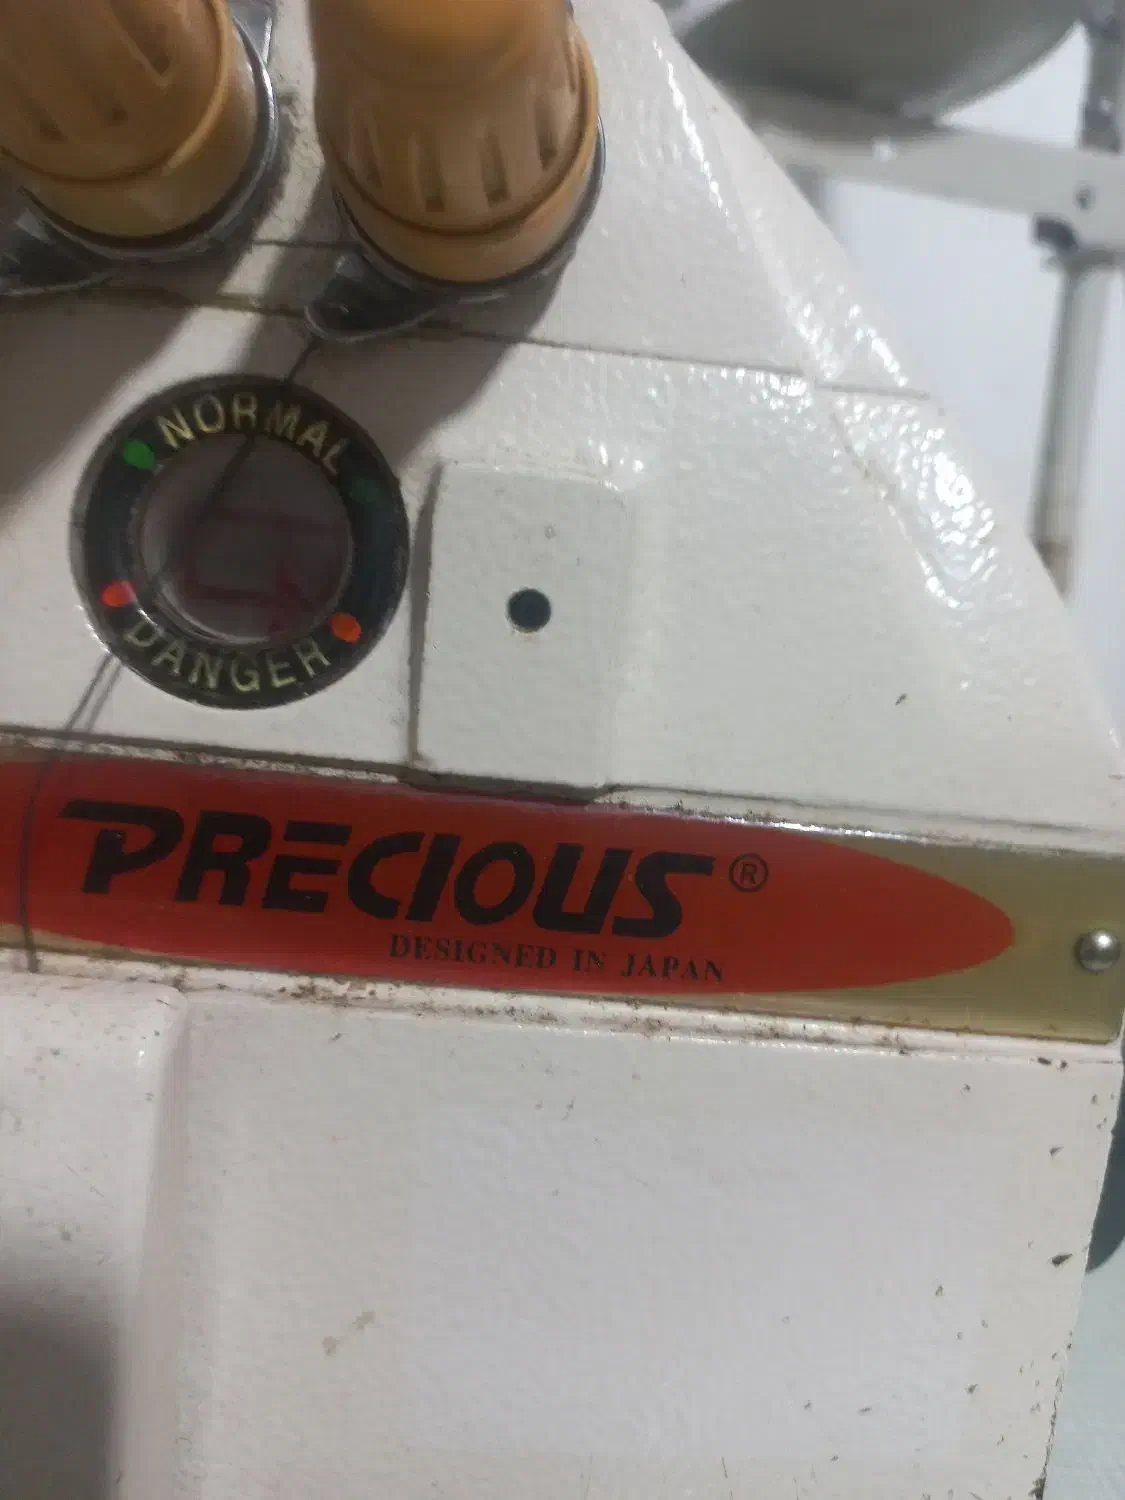 NORMAL
DANGER
PRECIOUS®
DESIGNED IN JAPAN